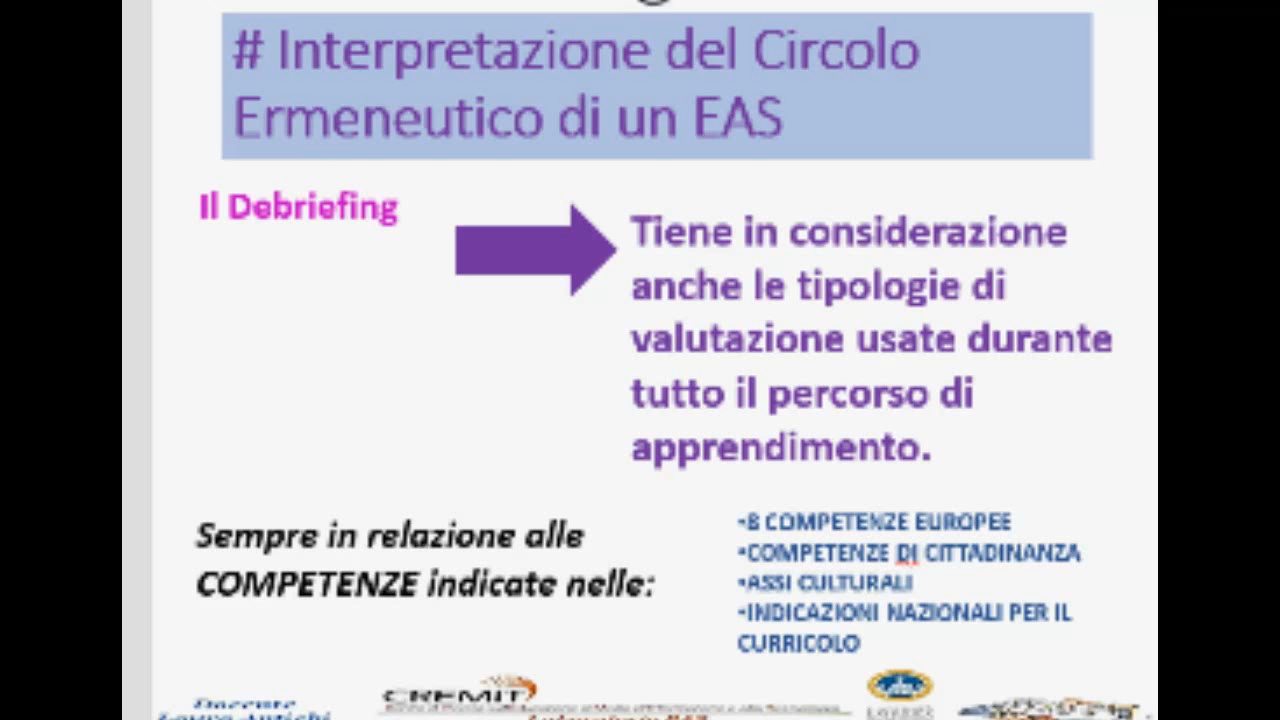 # Interpretazione del Circolo
Ermeneutico di un EAS
Il Debriefing
Tiene in considerazione
anche le tipologie di
valutazione usate durante
tutto il percorso di
apprendimento.
Sempre in relazione alle
COMPETENZE indicate nelle:
•8 COMPETENZE EUROPEE
•COMPETENZE DI CITTADINANZA
•ASSI CULTURALI
•INDICAZIONI NAZIONALI PER IL
CURRICOLO
Docente
CREMIT